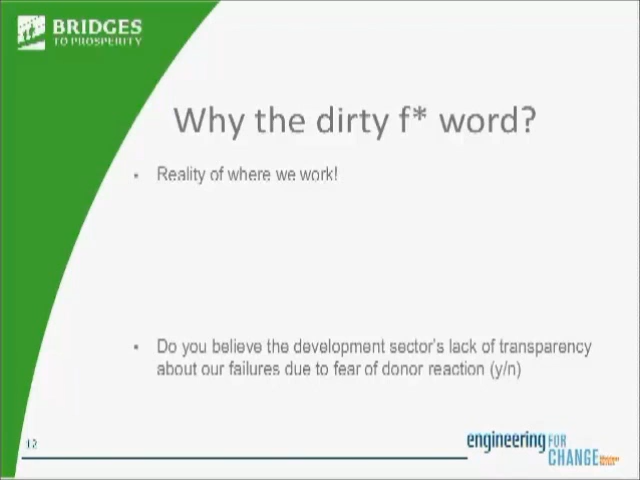 BRIDGES
TO PROSPERITY
Why the dirty f* word?
• Reality of where we work!
• Do you believe the development sector's lack of transparency
about our failures due to fear of donor reaction (y/n)
12
engineering FOR
CHANGE